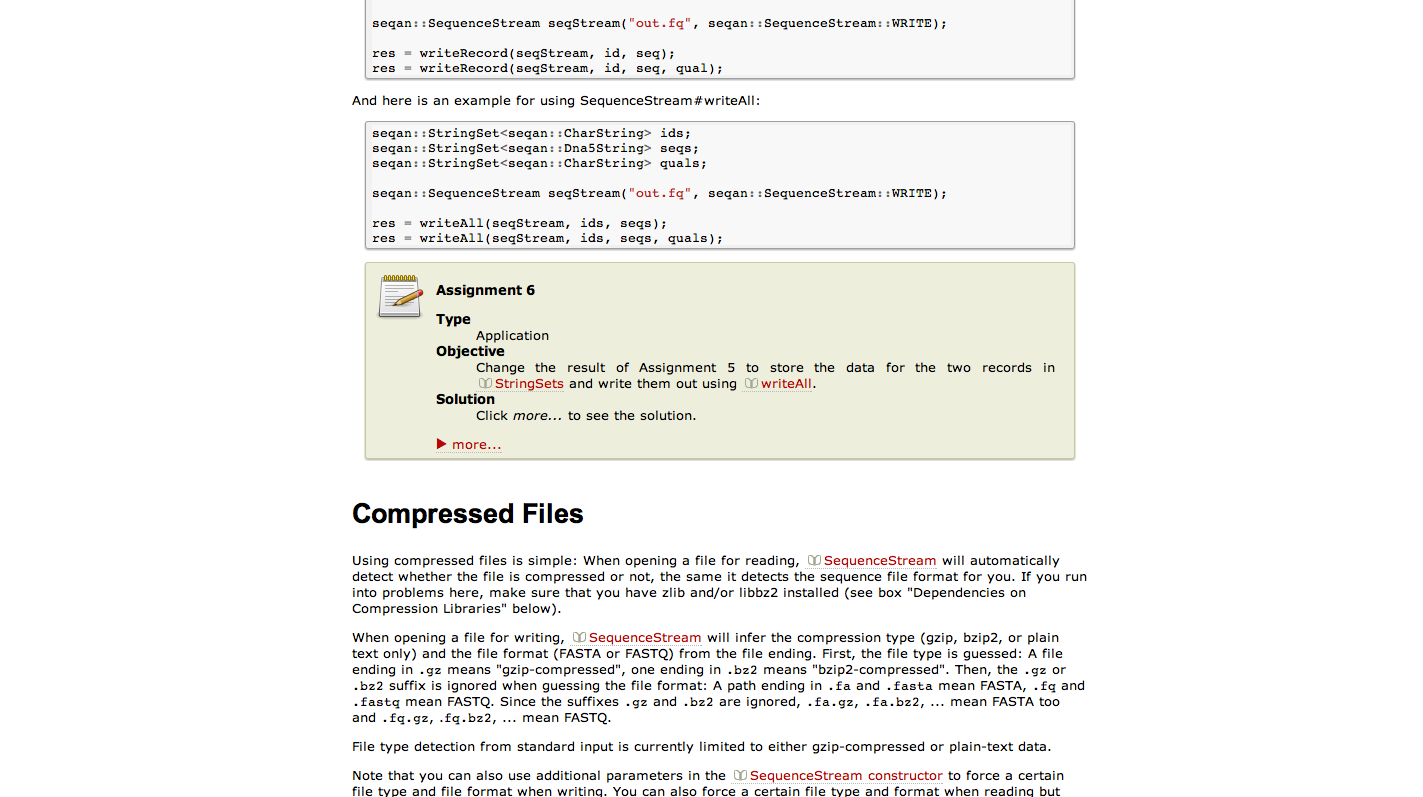 seqan::SequenceStream seqStream("out.fq", seqan::SequenceStream::WRITE);
res = writeRecord(seqStream, id, seq);
res = writeRecord(seqStream, id, seq, qual);
And here is an example for using SequenceStream#writeAll:
seqan::StringSet<seqan::CharString> ids;
seqan::StringSet<seqan::Dna5String> seqs;
seqan::StringSet<seqan::CharString> quals;
seqan::SequenceStream seqStream("out.fq", seqan::SequenceStream::WRITE);
res = writeAll(seqStream, ids, seqs);
res = writeAll(seqStream, ids, seqs, quals);
Assignment 6
Type
Application
Objective
Change the result of Assignment 5 to store the data for the two records in
StringSets and write them out using writeAll.
Solution
Click more... to see the solution.
more...
Compressed Files
Using compressed files is simple: When opening a file for reading, SequenceStream will automatically
detect whether the file is compressed or not, the same it detects the sequence file format for you. If you run
into problems here, make sure that you have zlib and/or libbz2 installed (see box "Dependencies on
Compression Libraries" below).
When opening a file for writing, SequenceStream will infer the compression type (gzip, bzip2, or plain
text only) and the file format (FASTA or FASTQ) from the file ending. First, the file type is guessed: A file
ending in .gz means "gzip-compressed", one ending in .bz2 means "bzip2-compressed". Then, the .gz or
.bz2 suffix is ignored when guessing the file format: A path ending in .fa and .fasta mean FASTA, .fq and
.fastq mean FASTQ. Since the suffixes .gz and .bz2 are ignored, .fa.gz, .fa.bz2, ... mean FASTA too
and .fq.gz, .fq.bz2, ... mean FASTQ.
File type detection from standard input is currently limited to either gzip-compressed or plain-text data.
Note that you can also use additional parameters in the SequenceStream constructor to force a certain
file type and file format when writing. You can also force a certain file type and format when reading but